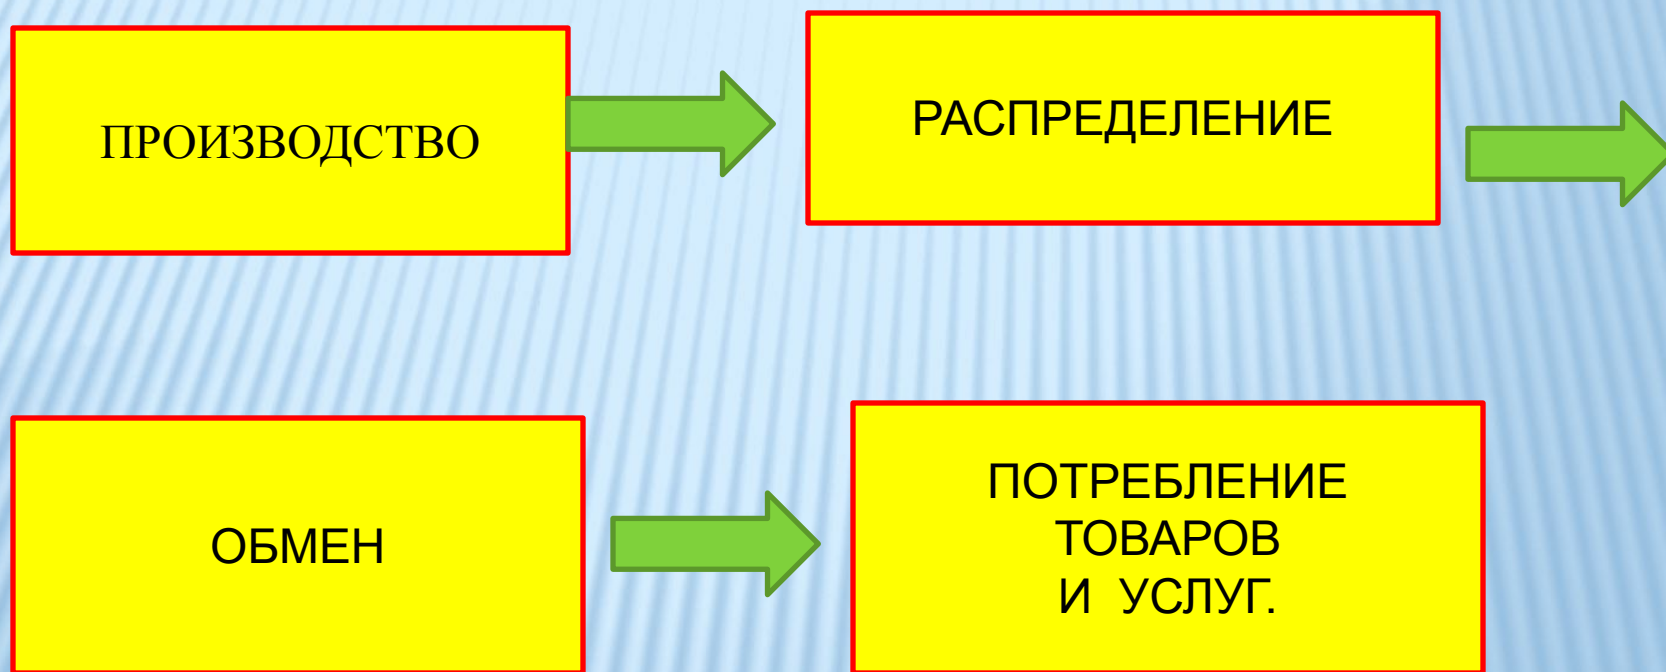 ПРОИЗВОДСТВО
РАСПРЕДЕЛЕНИЕ
ОБМЕН
ПОТРЕБЛЕНИЕ
ТОВАРОВ
И УСЛУГ.